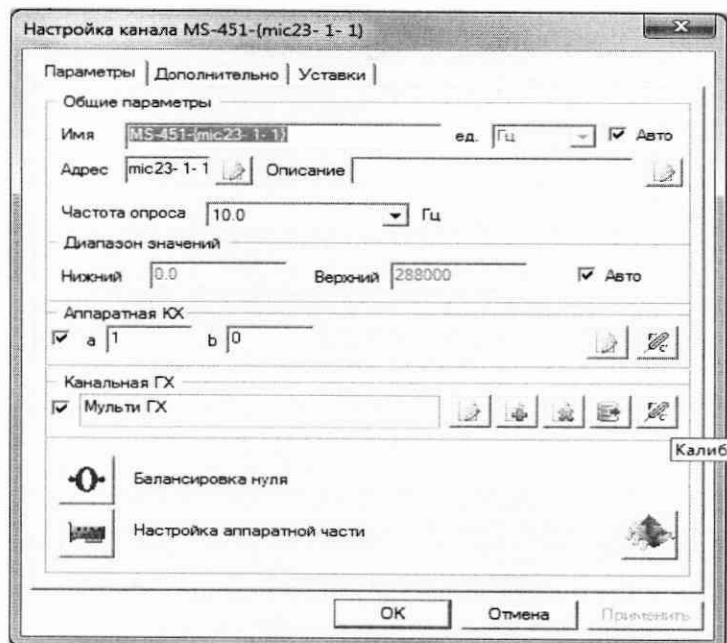 Настройка канала MS-451-(mic23- 1- 1)
Параметры Дополнительно Уставки
Общие параметры
Имя MS-451-{mic23- 1- 1} ед. Гц Авто
Адрес mic23- 1- 1 Описание
Частота опроса 10.0 Гц
Диапазон значений
Нижний 0.0 Верхний 288000 Авто
Аппаратная КХ
a 1 b 0
Канальная ГХ
Мульти ГХ
Калиб
Балансировка нуля
Настройка аппаратной части
OK Отмена Применить